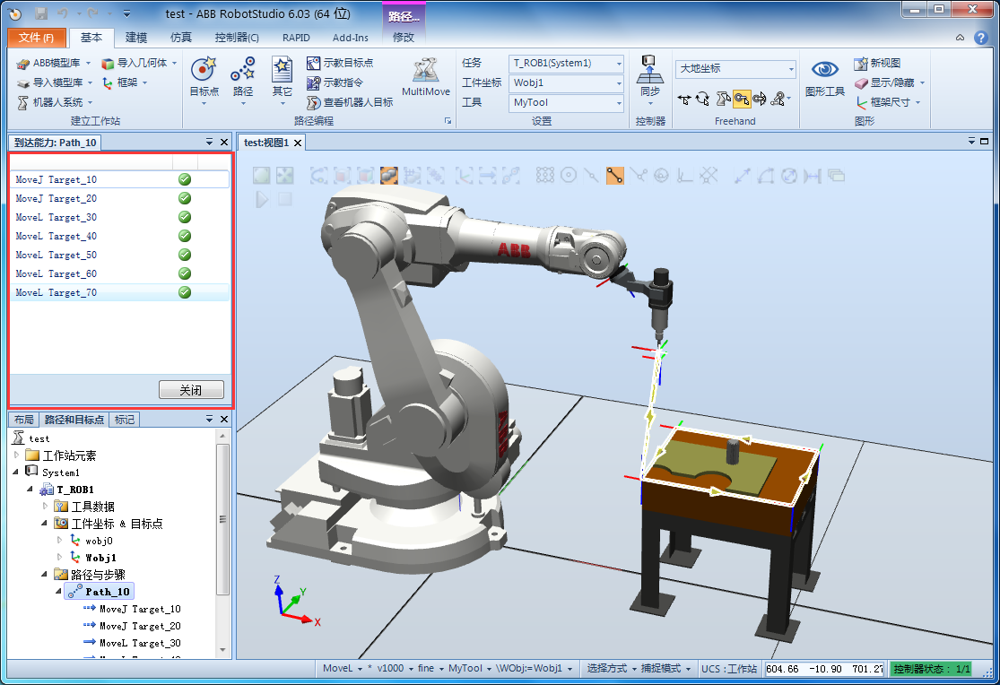 test - ABB RobotStudio 6.03 (64 位)
路径...
文件(F) 基本 建模 仿真 控制器(C) RAPID Add-Ins 修改
ABB模型库 导入几何体
导入模型库 框架
机器人系统
建立工作站
目标点 路径 其它
示教目标点
示教指令
查看机器人目标
MultiMove
路径编程
任务 T_ROB1(System1)
工件坐标 Wobj1
工具 MyTool
设置
同步
控制器
大地坐标
Freehand
图形工具
新视图
显示/隐藏
框架尺寸
图形
到达能力: Path_10
MoveJ Target_10
MoveJ Target_20
MoveL Target_30
MoveL Target_40
MoveL Target_50
MoveL Target_60
MoveL Target_70
关闭
布局 路径和目标点 标记
test
工作站元素
System1
T_ROB1
工具数据
工件坐标 & 目标点
wobj0
Wobj1
路径与步骤
Path_10
MoveJ Target_10
MoveJ Target_20
MoveL Target_30
test:视图1
ABB
ABB
Z
Y
X
MoveL * v1000 fine MyTool \WObj:=Wobj1 选择方式 捕捉模式 UCS : 工作站 604.66 -10.90 701.27 控制器状态： 1/1